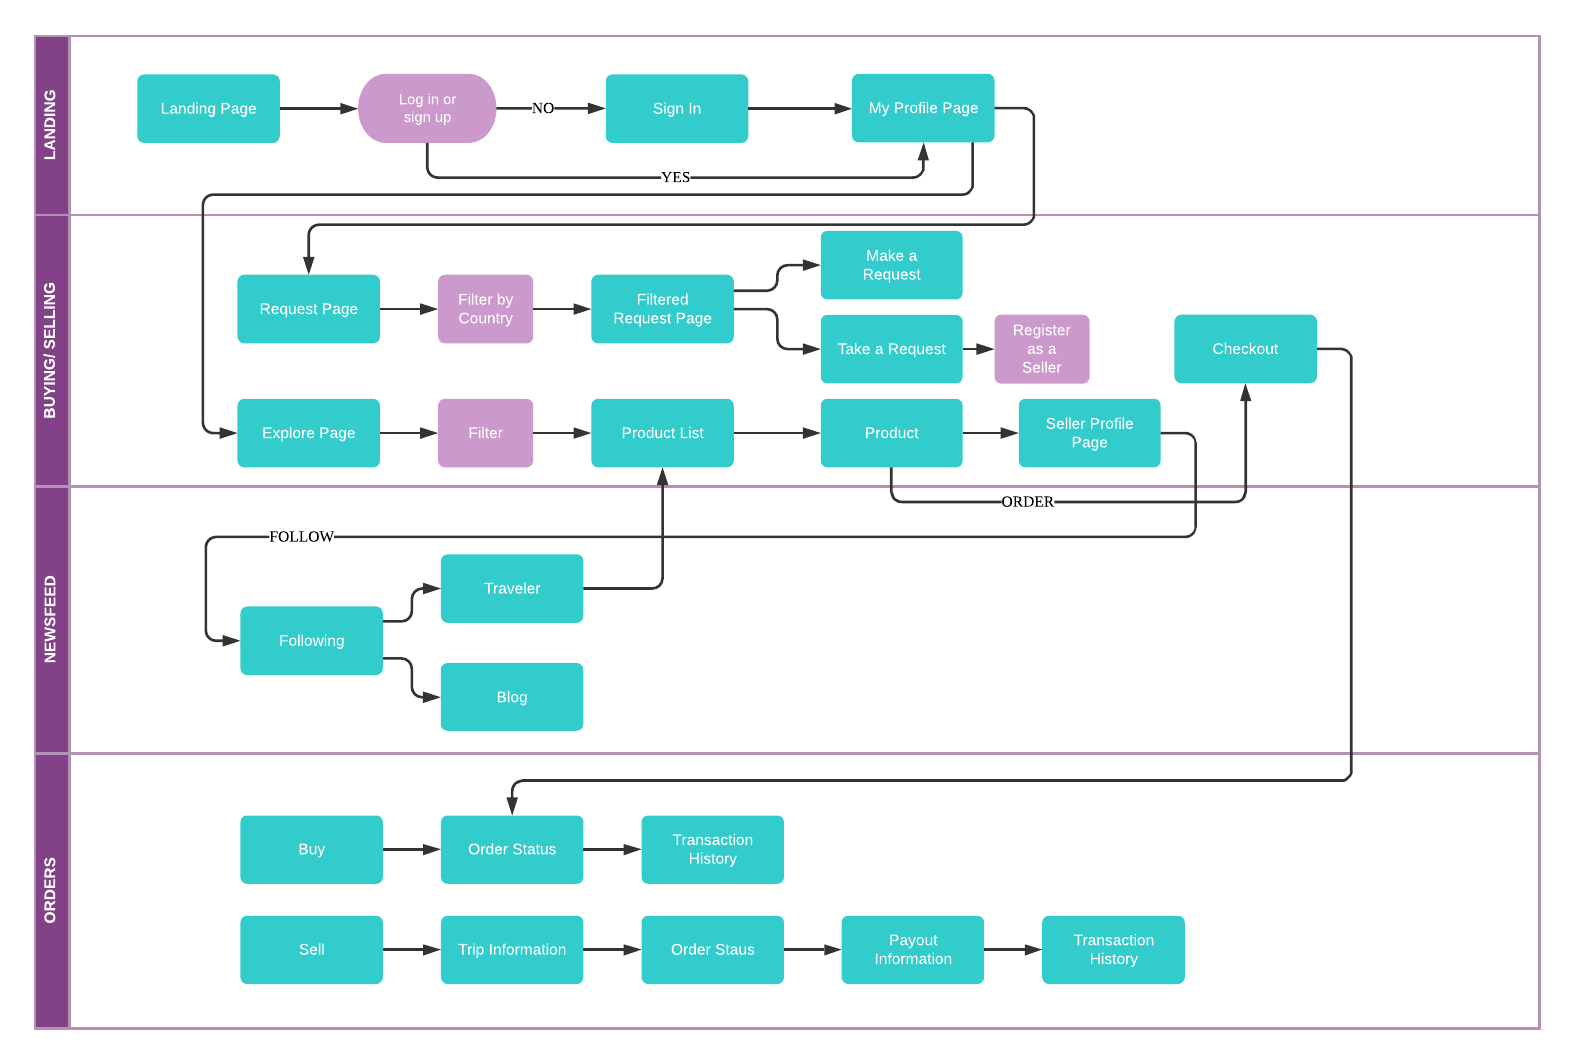 LANDING
Landing Page
Log in or
sign up
NO
Sign In
My Profile Page
YES
BUYING/ SELLING
Make a
Request
Request Page
Filter by
Country
Filtered
Request Page
Take a Request
Register
as a
Seller
Checkout
Explore Page
Filter
Product List
Product
Seller Profile
Page
ORDER
NEWSFEED
FOLLOW
Traveler
Following
Blog
ORDERS
Buy
Order Status
Transaction
History
Sell
Trip Information
Order Staus
Payout
Information
Transaction
History